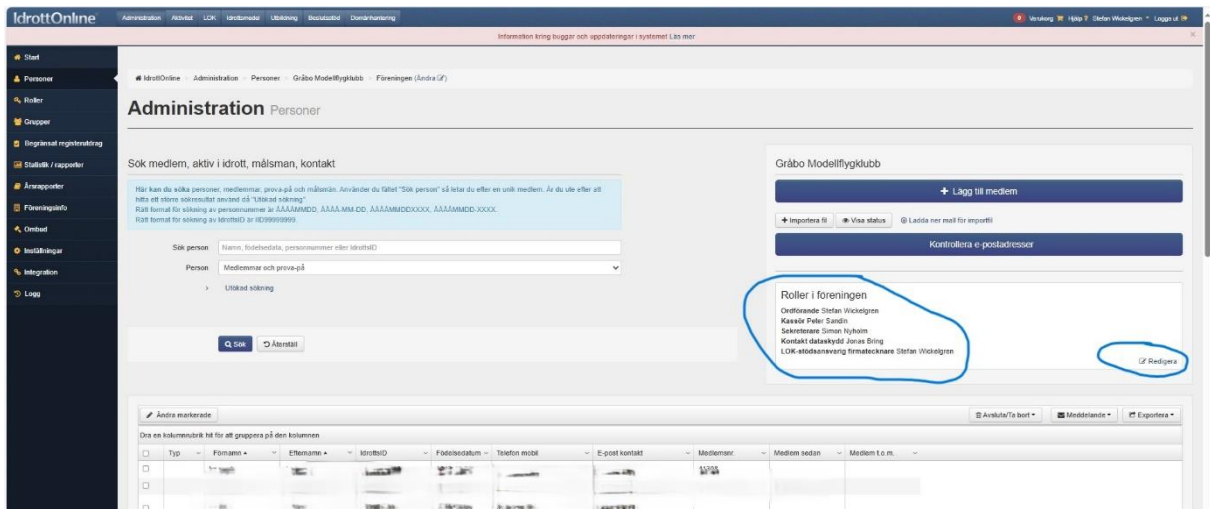 IdrottOnline
Administration Aktivitet LOK Idrottsmedel Utbildning Beslutsstöd Domänhantering
0 Varukorg Hjälp ? Stefan Wickelgren Logga ut
Information kring buggar och uppdateringar i systemet Läs mer
Start
Personer
Roller
Grupper
Begränsat registerutdrag
Statistik / rapporter
Årsrapporter
Föreningsinfo
Ombud
Inställningar
Integration
Logg
IdrottOnline Administration Personer Gråbo Modellflygklubb Föreningen (Ändra)
Administration Personer
Sök medlem, aktiv i idrott, målsman, kontakt
Här kan du söka personer, medlemmar, prova-på och målsmän. Använder du fältet "Sök person" så letar du efter en unik medlem. Är du ute efter att
hitta ett större sökresultat använd då "Utökad sökning".
Rätt format för sökning av personnummer är ÅÅÅÅMMDD, ÅÅÅÅ-MM-DD, ÅÅÅÅMMDDXXXX, ÅÅÅÅMMDD-XXXX.
Rätt format för sökning av IdrottsID är IID99999999.
Sök person Namn, födelsedata, personnummer eller IdrottsID
Person Medlemmar och prova-på
Utökad sökning
Sök Återställ
Gråbo Modellflygklubb
+ Lägg till medlem
+ Importera fil Visa status Ladda ner mall för importfil
Kontrollera e-postadresser
Roller i föreningen
Ordförande Stefan Wickelgren
Kassör Peter Sandin
Sekreterare Simon Nyholm
Kontakt dataskydd Jonas Bring
LOK-stödsansvarig firmatecknare Stefan Wickelgren
Redigera
Ändra markerade
Avsluta/Ta bort Meddelande Exportera
Dra en kolumnrubrik hit för att gruppera på den kolumnen
Typ Förnamn Efternamn IdrottsID Födelsedatum Telefon mobil E-post kontakt Medlemsnr. Medlem sedan Medlem t.o.m.